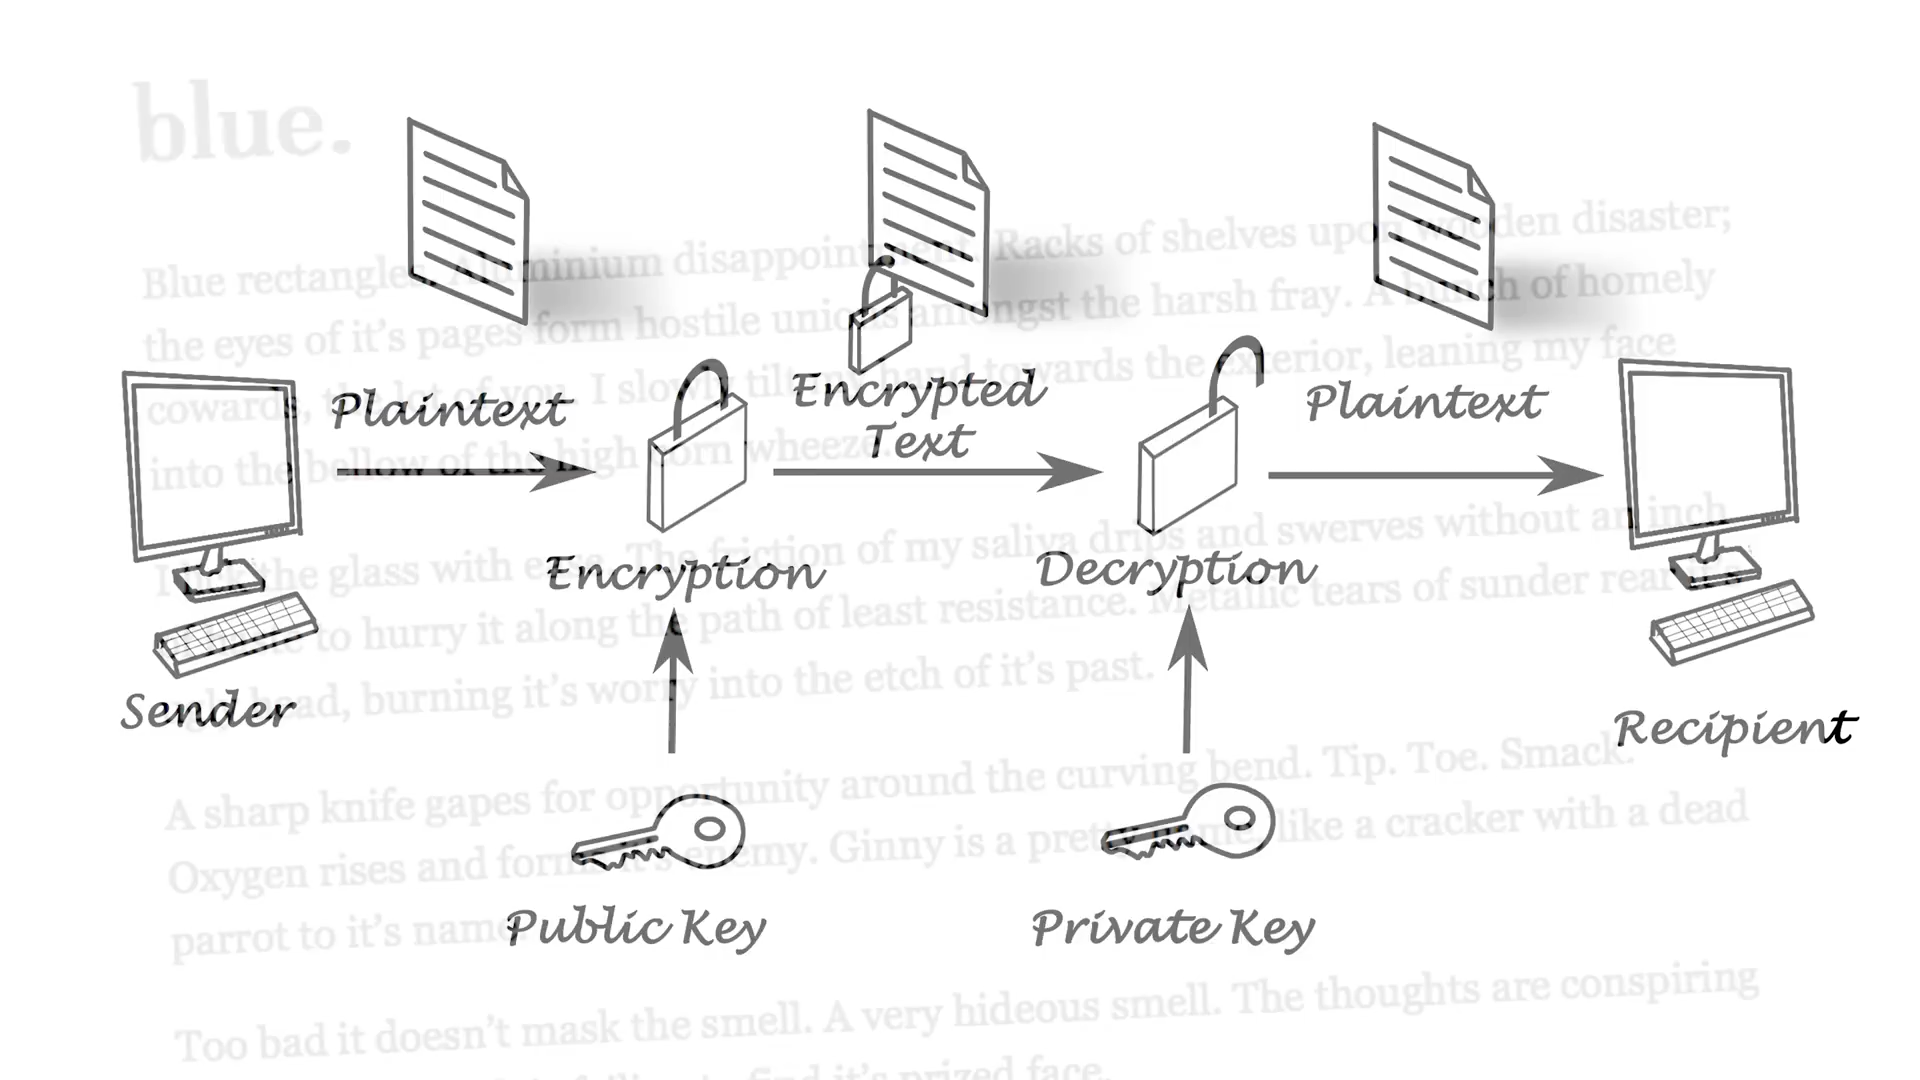 blue.
Blue rectangles. Aluminium disappointment. Racks of shelves upon wooden disaster;
the eyes of it's pages form hostile unions amongst the harsh fray. A bunch of homely
cowards, the lot of you. I slowly tilt my head towards the exterior, leaning my face
into the bellow of the high horn wheeze.
Plaintext
Encrypted
Text
Plaintext
the glass with The friction of my saliva drips and swerves without an inch
to hurry it along the path of least resistance. Metallic tears of sunder rear
head, burning it's worry into the etch of it's past.
Encryption
Decryption
Sender
Recipient
A sharp knife gapes for opportunity around the curving bend. Tip. Toe. Smack.
Oxygen rises and forms it's enemy. Ginny is a pretty name, like a cracker with a dead
parrot to it's name.
Public Key
Private Key
Too bad it doesn't mask the smell. A very hideous smell. The thoughts are conspiring
find it's prized face.